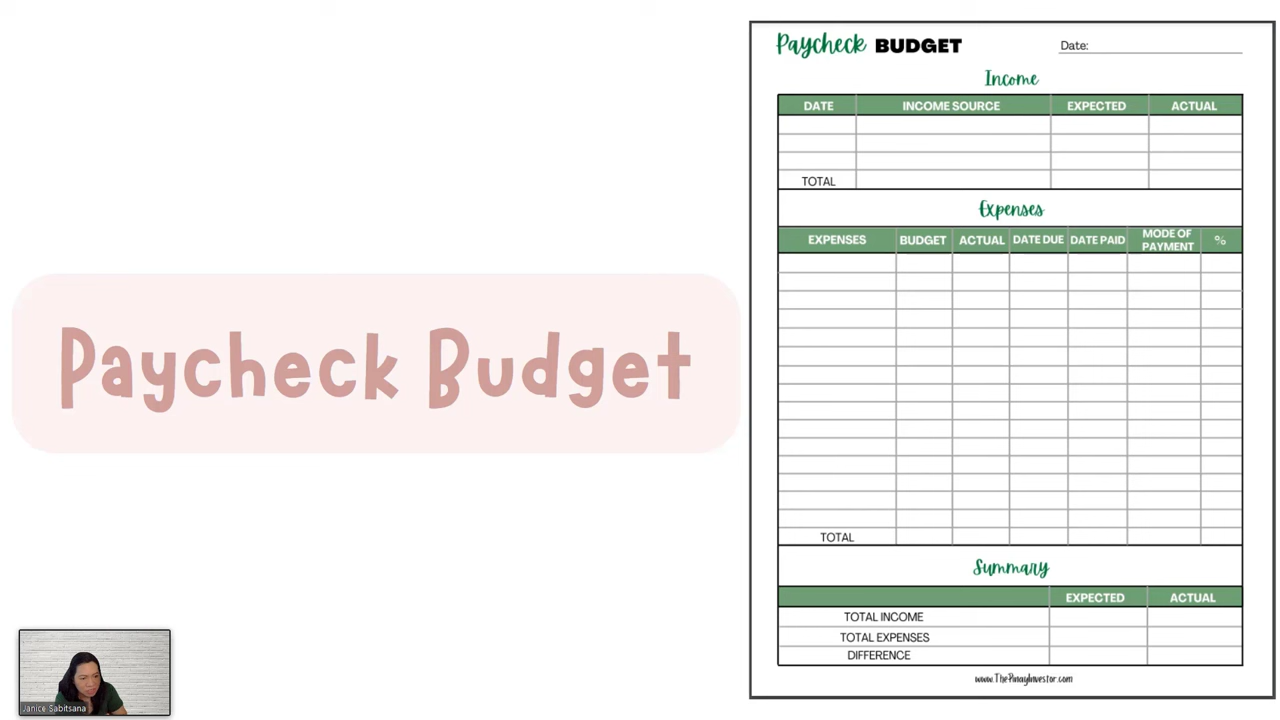 Paycheck Budget
Paycheck BUDGET
Date:
Income
DATE INCOME SOURCE EXPECTED ACTUAL
TOTAL
Expenses
EXPENSES BUDGET ACTUAL DATE DUE DATE PAID MODE OF PAYMENT %
TOTAL
Summary
EXPECTED ACTUAL
TOTAL INCOME
TOTAL EXPENSES
DIFFERENCE
www.ThePinayInvestor.com
Janice Sabitsana